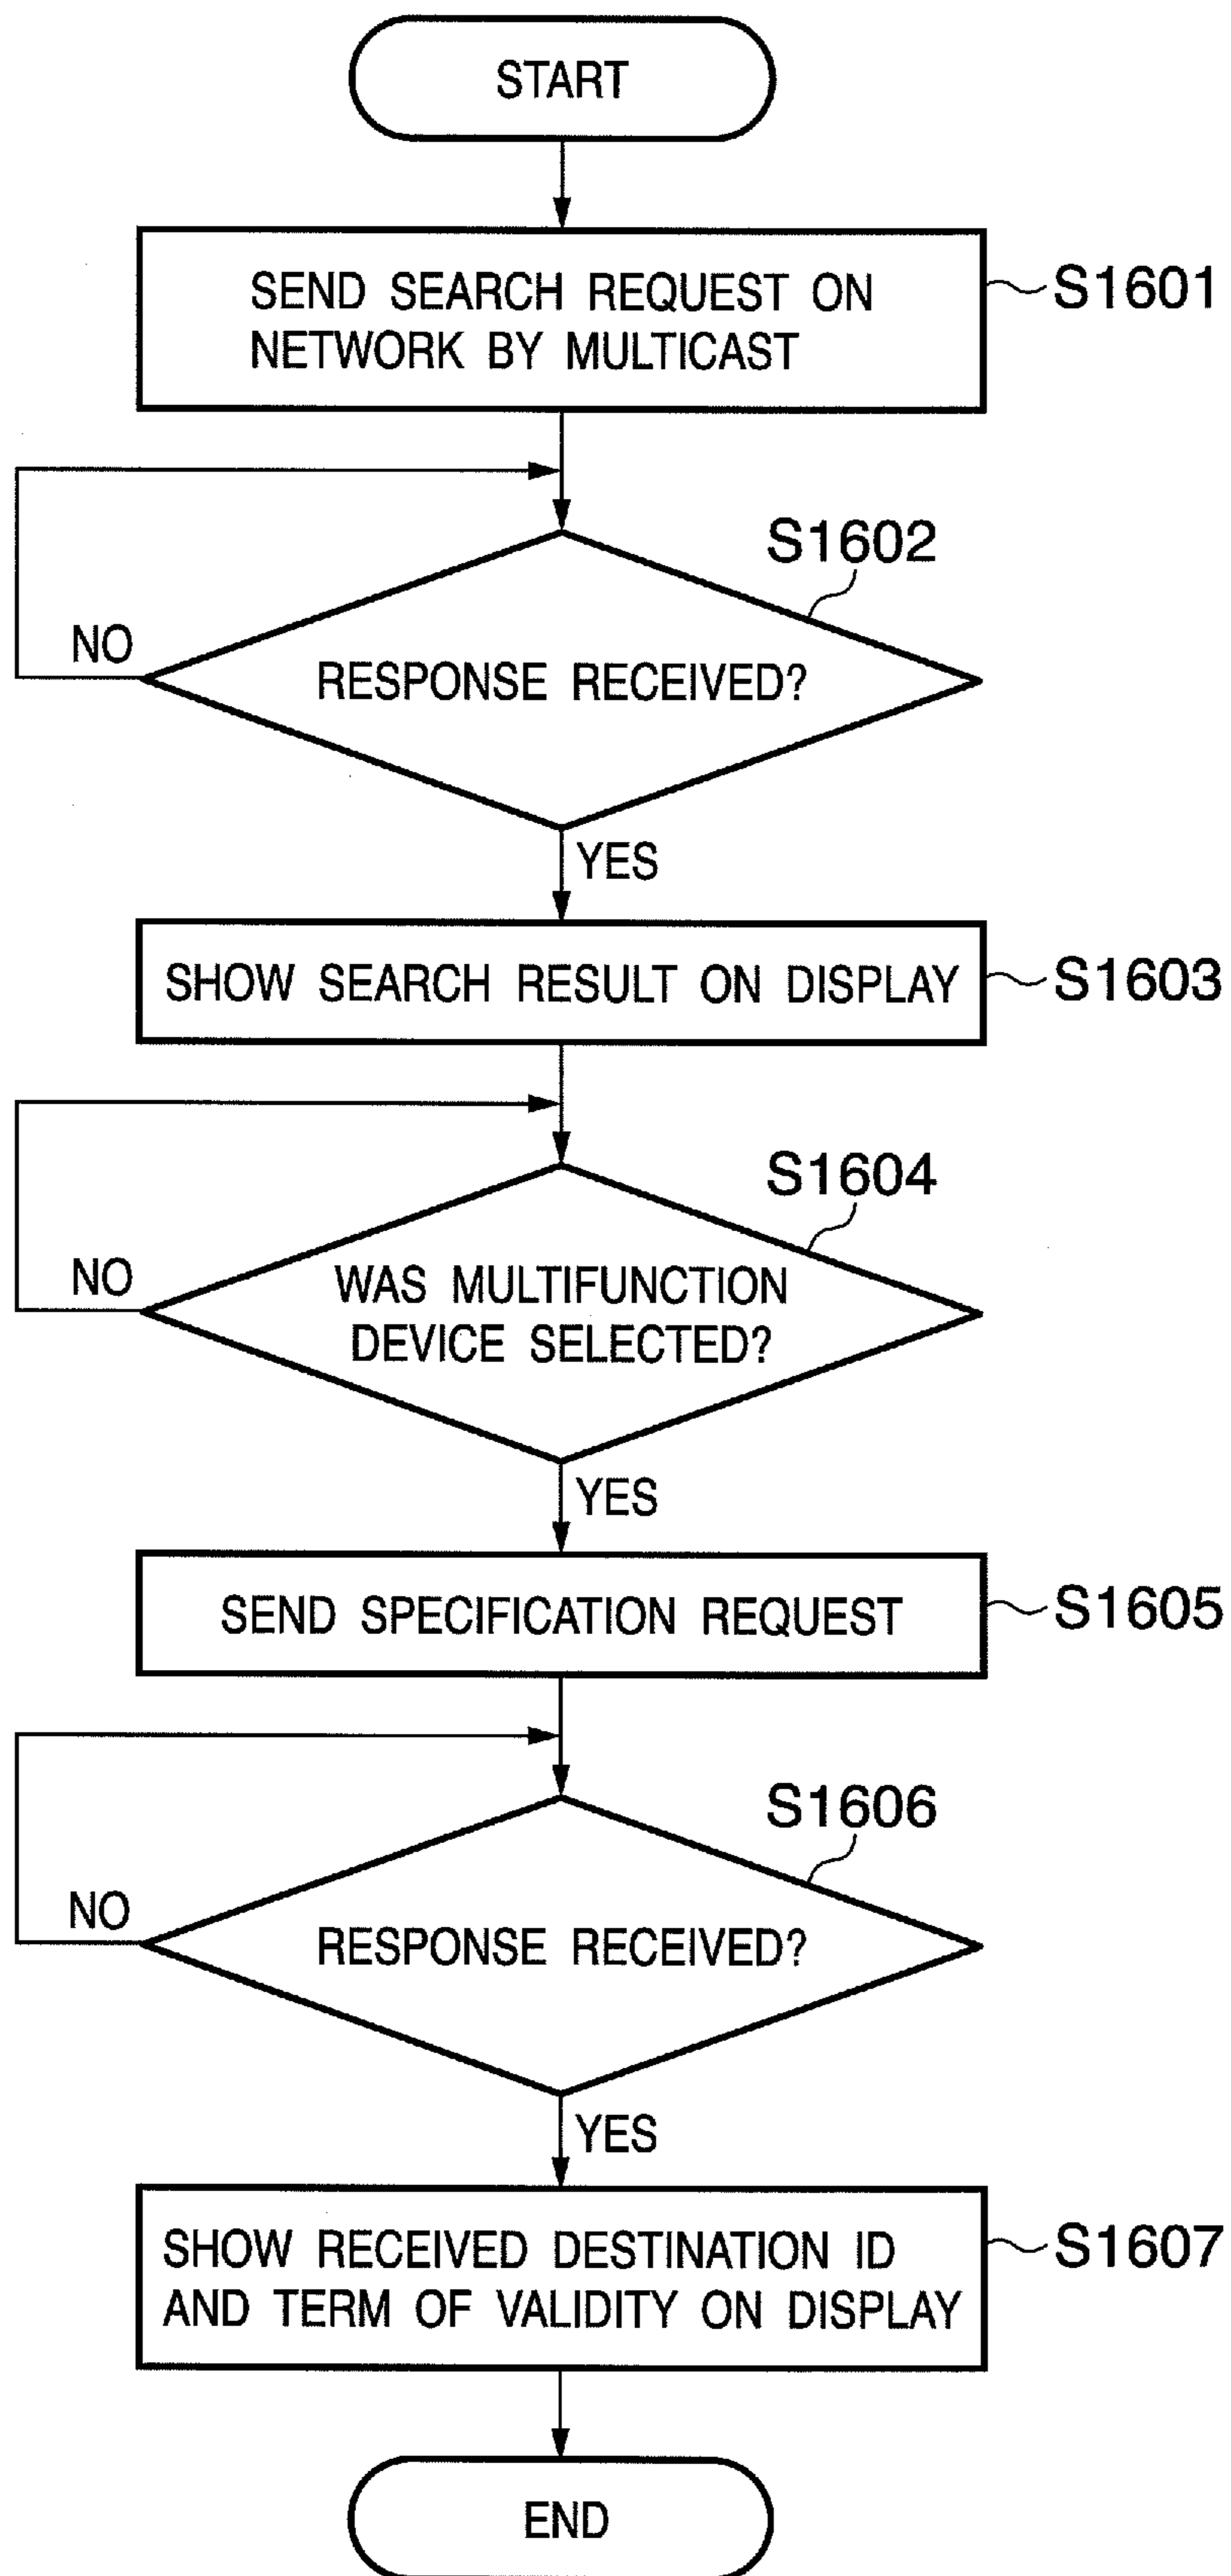 START
SEND SEARCH REQUEST ON
NETWORK BY MULTICAST
S1601
S1602
NO
RESPONSE RECEIVED?
YES
SHOW SEARCH RESULT ON DISPLAY
S1603
S1604
NO
WAS MULTIFUNCTION
DEVICE SELECTED?
YES
SEND SPECIFICATION REQUEST
S1605
S1606
NO
RESPONSE RECEIVED?
YES
SHOW RECEIVED DESTINATION ID
AND TERM OF VALIDITY ON DISPLAY
S1607
END